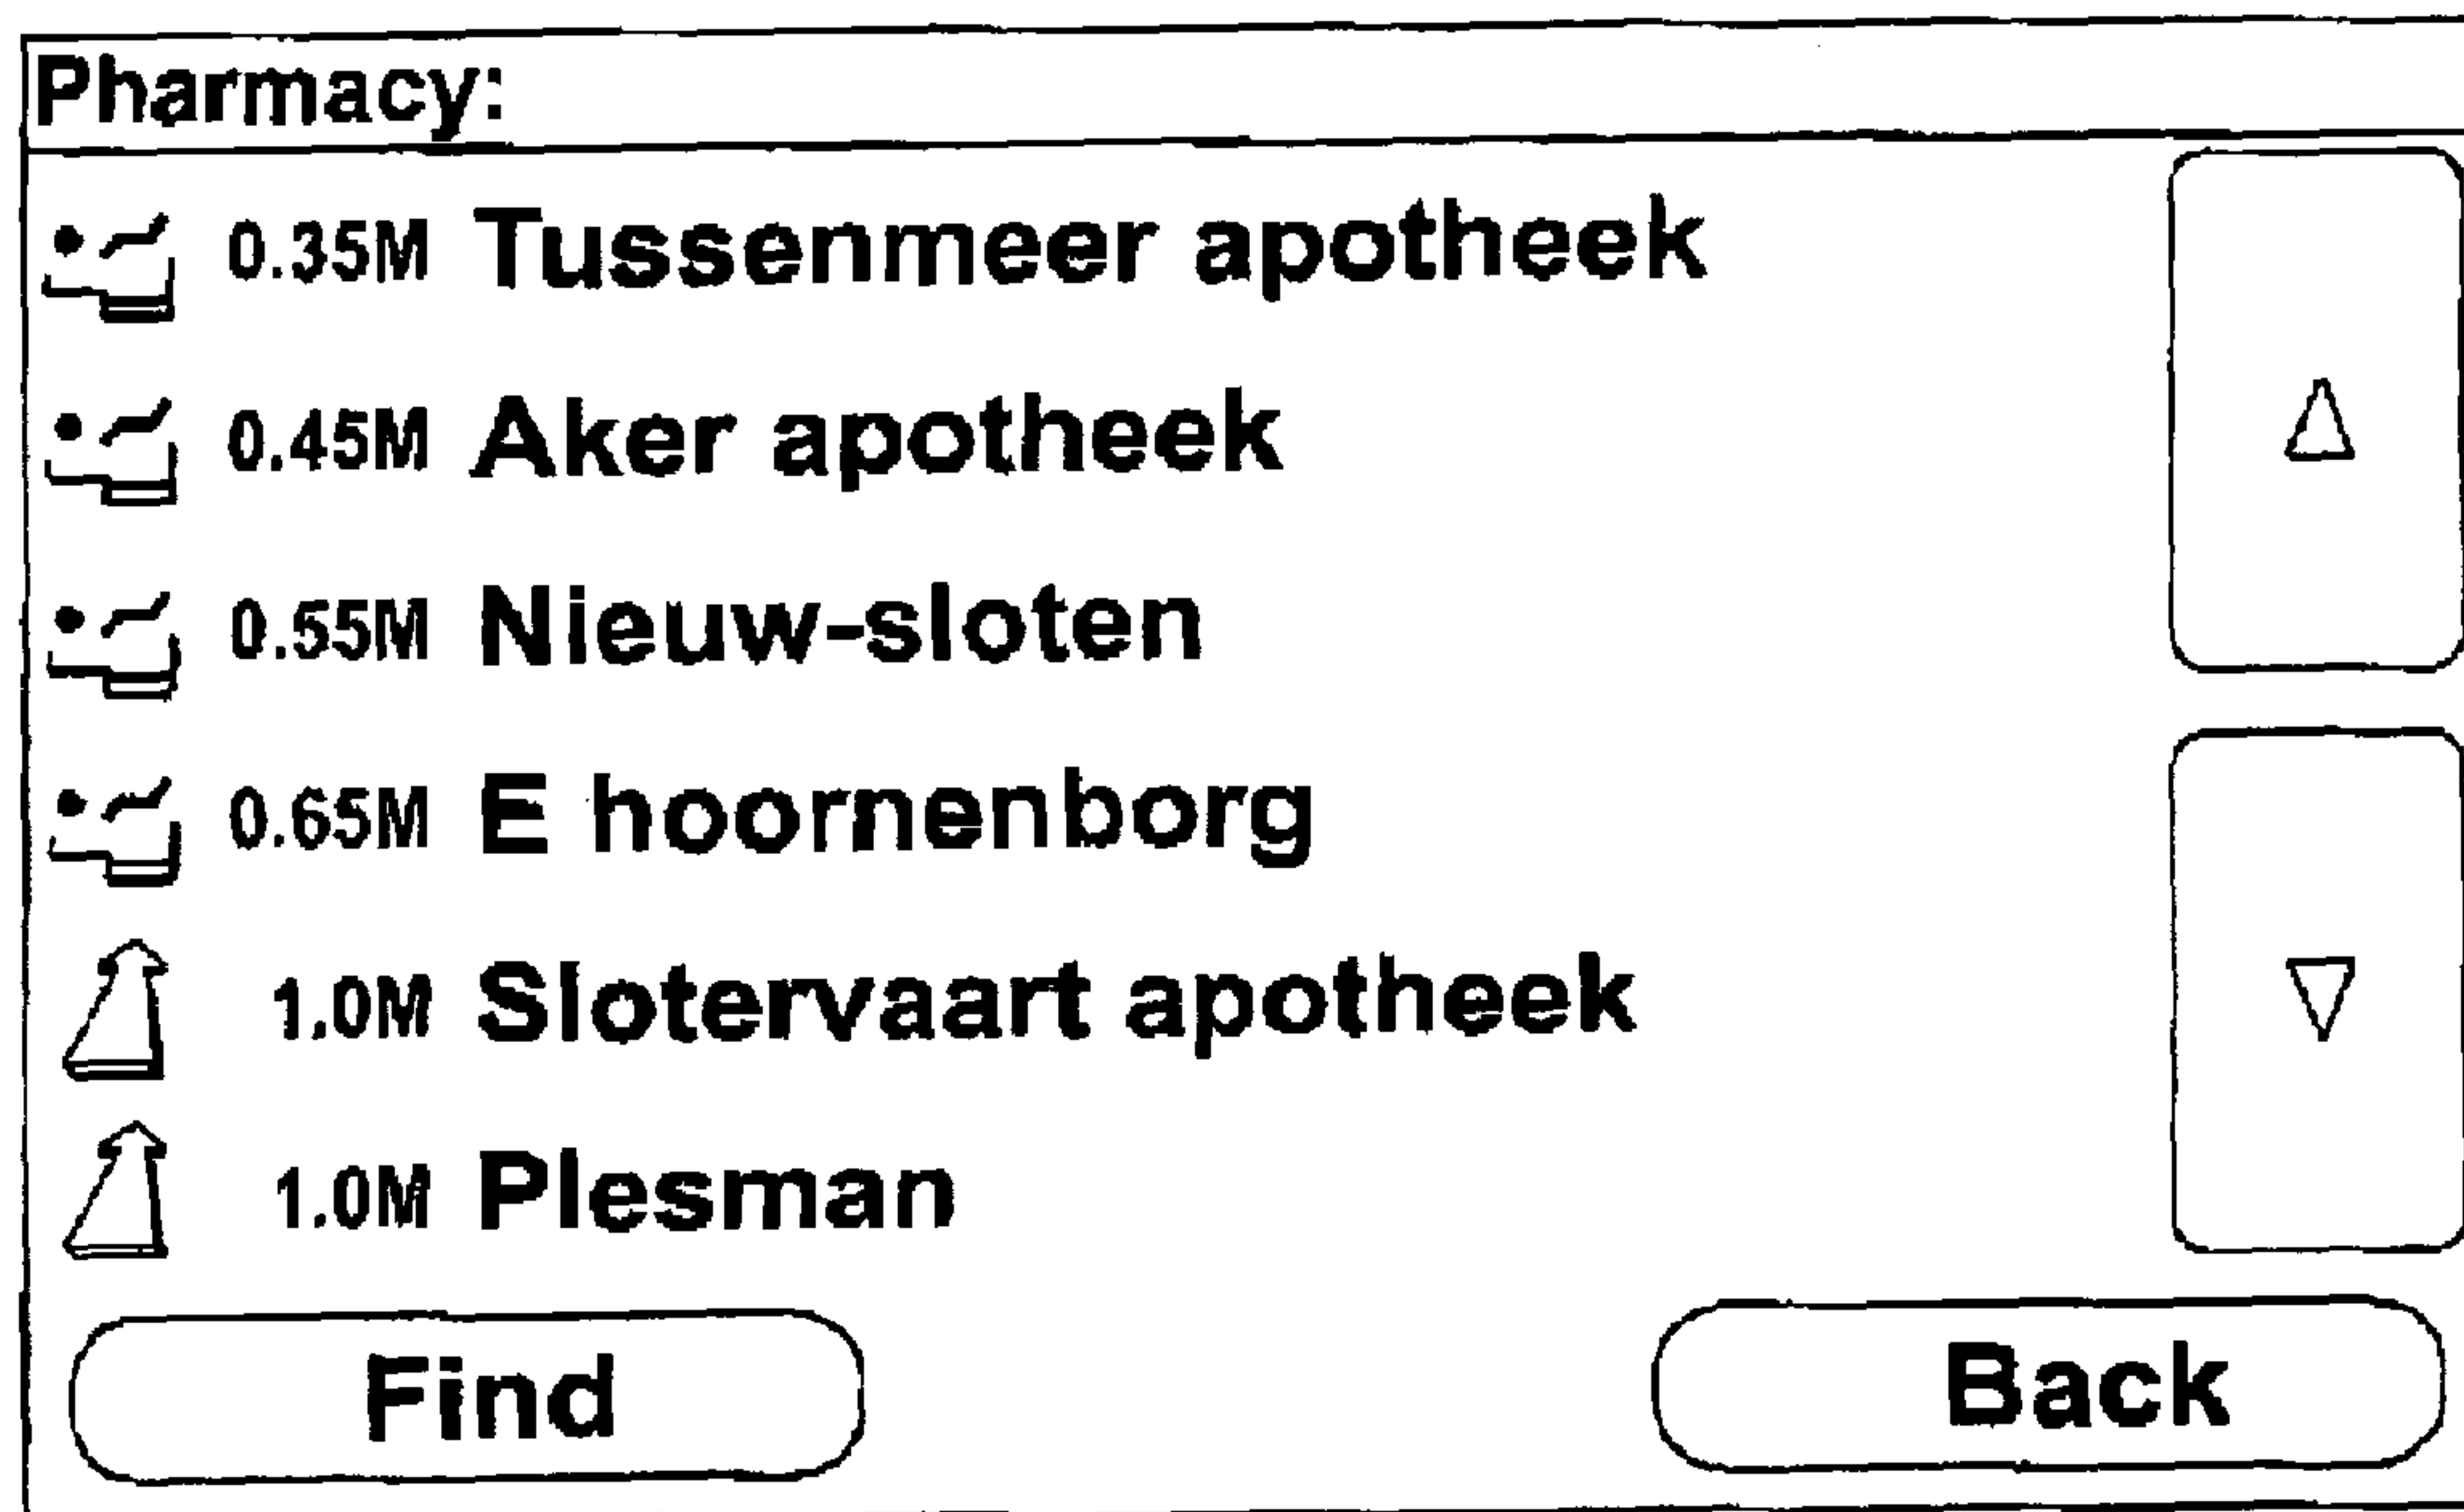 Pharmacy:
0.35M Tussenmeer apotheek
0.45M Aker apotheek
0.55M Nieuw-sloten
0.65M E hoornenborg
1.0M Slotervaart apotheek
1.0M Plesman
Find Back